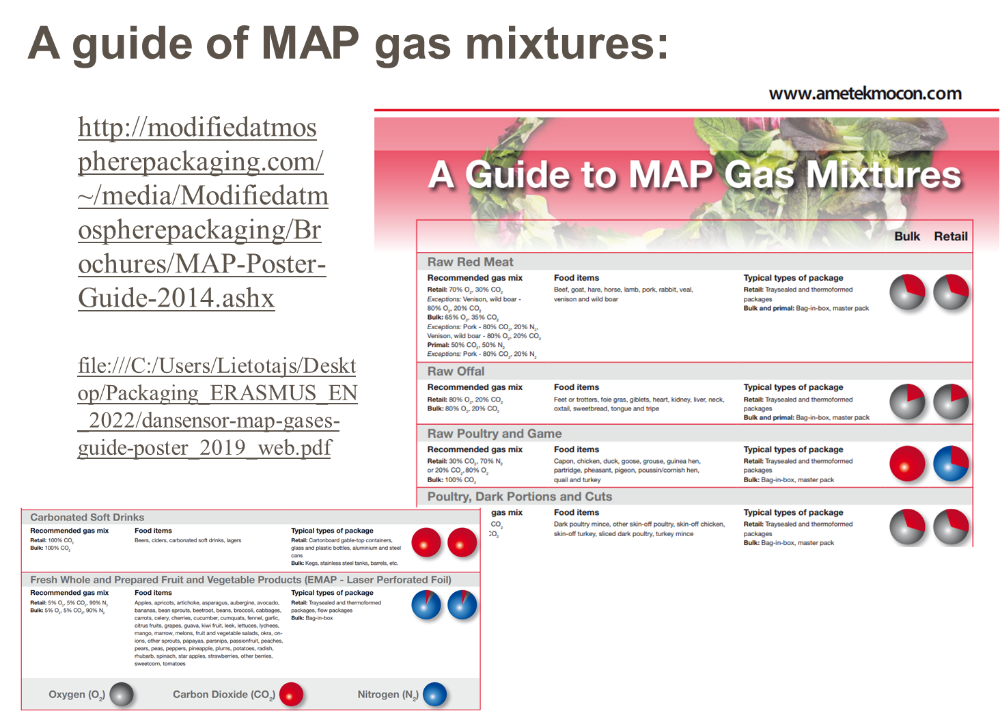 A guide of MAP gas mixtures:
http://modifiedatmos
pherepackaging.com/
~/media/Modifiedatm
ospherepackaging/Br
ochures/MAP-Poster-
Guide-2014.ashx
file:///C:/Users/Lietotajs/Deskt
op/Packaging_ERASMUS_EN
_2022/dansensor-map-gases-
guide-poster_2019_web.pdf
www.ametekmocon.com
A Guide to MAP Gas Mixtures
Bulk Retail
Raw Red Meat
Recommended gas mix
Retail: 70% O2, 30% CO2
Exceptions: Venison, wild boar -
80% O2, 20% CO2
Bulk: 65% O2, 35% CO2
Exceptions: Pork - 80% CO2, 20% N2,
Venison, wild boar - 80% O2, 20% CO2
Primal: 50% CO2, 50% N2
Exceptions: Pork - 80% CO2, 20% N2
Food items
Beef, goat, hare, horse, lamb, pork, rabbit, veal,
venison and wild boar
Typical types of package
Retail: Traysealed and thermoformed
packages
Bulk and primal: Bag-in-box, master pack
Raw Offal
Recommended gas mix
Retail: 80% O2, 20% CO2
Bulk: 80% O2, 20% CO2
Food items
Feet or trotters, foie gras, giblets, heart, kidney, liver, neck,
oxtail, sweetbread, tongue and tripe
Typical types of package
Retail: Traysealed and thermoformed
packages
Bulk and primal: Bag-in-box, master pack
Raw Poultry and Game
Recommended gas mix
Retail: 30% CO2, 70% N2
or 20% CO2, 80% O2
Bulk: 100% CO2
Food items
Capon, chicken, duck, goose, grouse, guinea hen,
partridge, pheasant, pigeon, poussin/cornish hen,
quail and turkey
Typical types of package
Retail: Traysealed and thermoformed
packages
Bulk: Bag-in-box, master pack
Poultry, Dark Portions and Cuts
gas mix
CO2
CO2
Food items
Dark poultry mince, other skin-off poultry, skin-off chicken,
skin-off turkey, sliced dark poultry, turkey mince
Typical types of package
Retail: Traysealed and thermoformed
packages
Bulk: Bag-in-box, master pack
Carbonated Soft Drinks
Recommended gas mix
Retail: 100% CO2
Bulk: 100% CO2
Food items
Beers, ciders, carbonated soft drinks, lagers
Typical types of package
Retail: Cartonboard gable-top containers,
glass and plastic bottles, aluminium and steel
cans
Bulk: Kegs, stainless steel tanks, barrels, etc.
Fresh Whole and Prepared Fruit and Vegetable Products (EMAP - Laser Perforated Foil)
Recommended gas mix
Retail: 5% O2, 5% CO2, 90% N2
Bulk: 5% O2, 5% CO2, 90% N2
Food items
Apples, apricots, artichoke, asparagus, aubergine, avocado,
bananas, bean sprouts, beetroot, beans, broccoli, cabbages,
carrots, celery, cherries, cucumber, cumquats, fennel, garlic,
citrus fruits, grapes, guava, kiwi fruit, leek, lettuces, lychees,
mango, marrow, melons, fruit and vegetable salads, okra, on-
ions, other sprouts, papayas, parsnips, passionfruit, peaches,
pears, peas, peppers, pineapple, plums, potatoes, radish,
rhubarb, spinach, star apples, strawberries, other berries,
sweetcorn, tomatoes
Typical types of package
Retail: Traysealed and thermoformed
packages, flow packages
Bulk: Bag-in-box
Oxygen (O2) Carbon Dioxide (CO2) Nitrogen (N2)